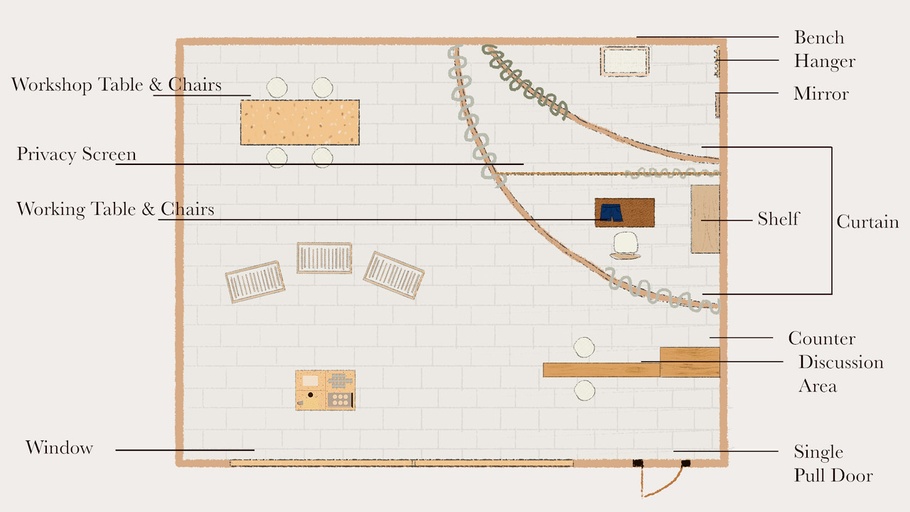 Bench
Hanger
Workshop Table & Chairs
Mirror
Privacy Screen
Working Table & Chairs
Shelf
Curtain
Counter
Discussion
Area
Window
Single
Pull Door